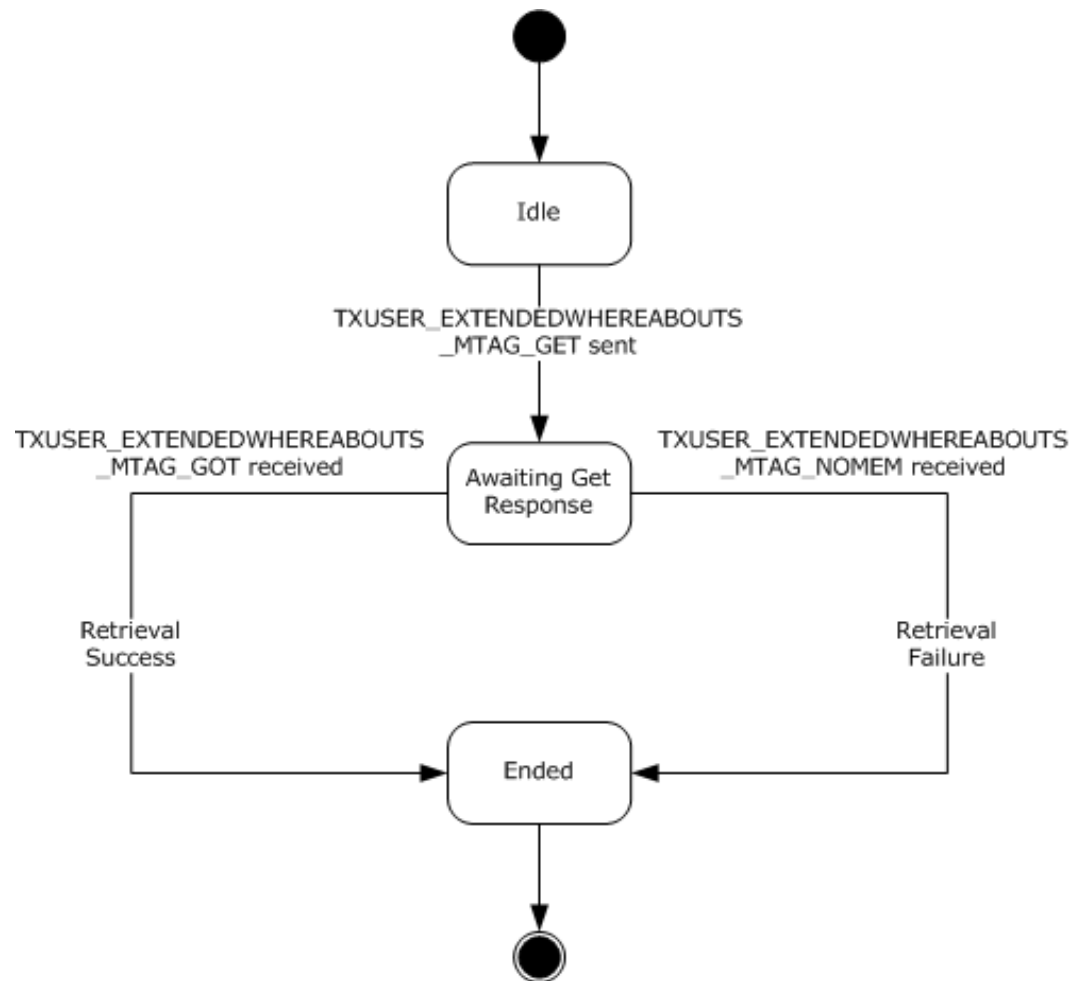 Idle
TXUSER_EXTENDEDWHEREABOUTS
_MTAG_GET sent
TXUSER_EXTENDEDWHEREABOUTS
_MTAG_GOT received
TXUSER_EXTENDEDWHEREABOUTS
_MTAG_NOMEM received
Awaiting Get
Response
Retrieval
Success
Retrieval
Failure
Ended